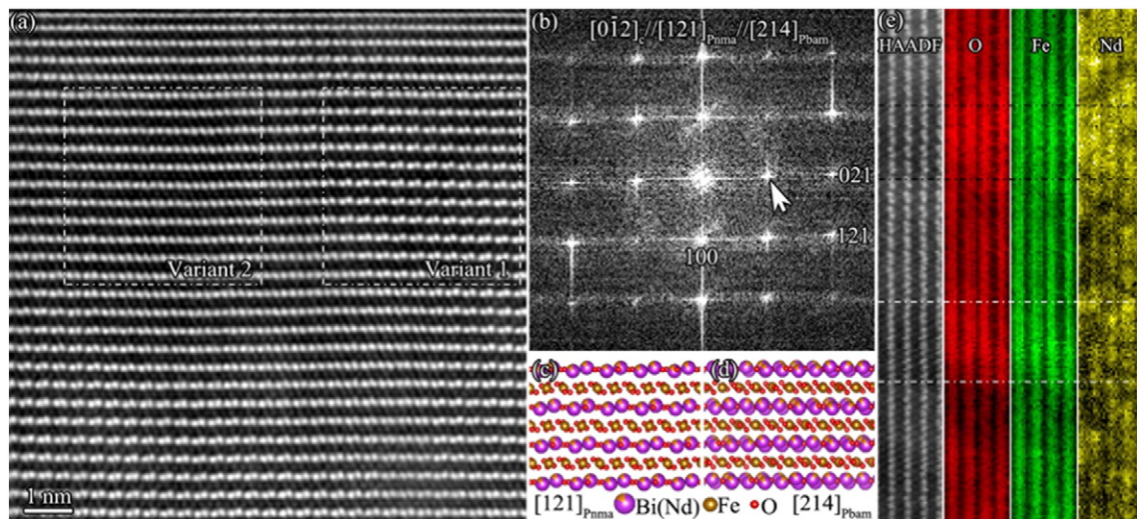 (a)
Variant 2
Variant 1
1 nm
(b)
[01̄2]c//[121]Pnma//[214]Pbam
021
121
100
(c)
(d)
[121]Pnma Bi(Nd) Fe O [214]Pbam
(e)
HAADF O Fe Nd